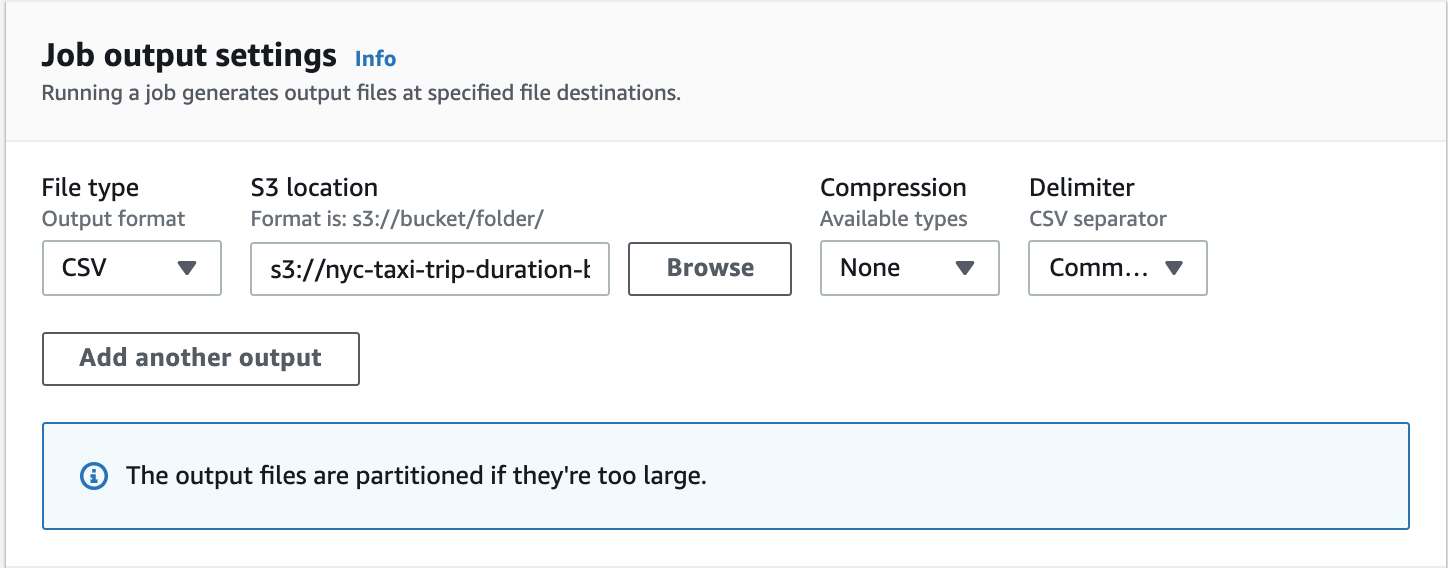 Job output settings Info
Running a job generates output files at specified file destinations.
File type S3 location Compression Delimiter
Output format Format is: s3://bucket/folder/ Available types CSV separator
CSV s3://nyc-taxi-trip-duration-b Browse None Comm...
Add another output
The output files are partitioned if they're too large.